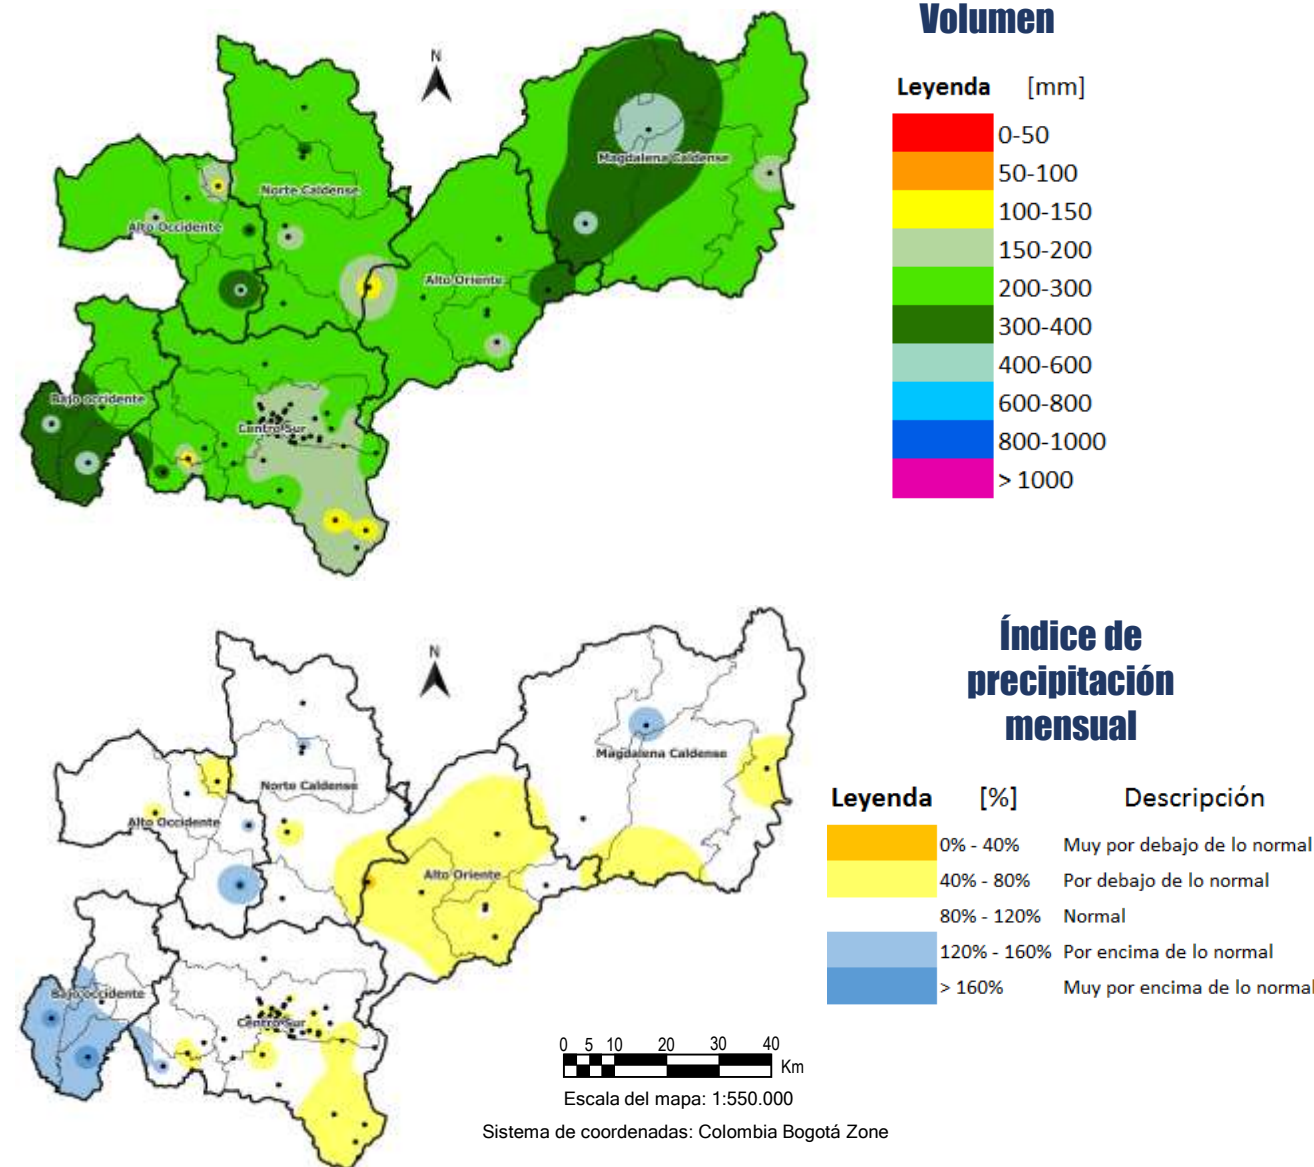 Volumen
Leyenda [mm]
0-50
50-100
100-150
150-200
200-300
300-400
400-600
600-800
800-1000
> 1000
N
Magdalena Caldense
Norte Caldense
Alto Occidente
Alto Oriente
Bajo occidente
Centro Sur
Índice de
precipitación
mensual
Leyenda [%] Descripción
0% - 40% Muy por debajo de lo normal
40% - 80% Por debajo de lo normal
80% - 120% Normal
120% - 160% Por encima de lo normal
> 160% Muy por encima de lo normal
N
Magdalena Caldense
Norte Caldense
Alto Occidente
Alto Oriente
Bajo occidente
Centro Sur
0 5 10 20 30 40
Km
Escala del mapa: 1:550.000
Sistema de coordenadas: Colombia Bogotá Zone